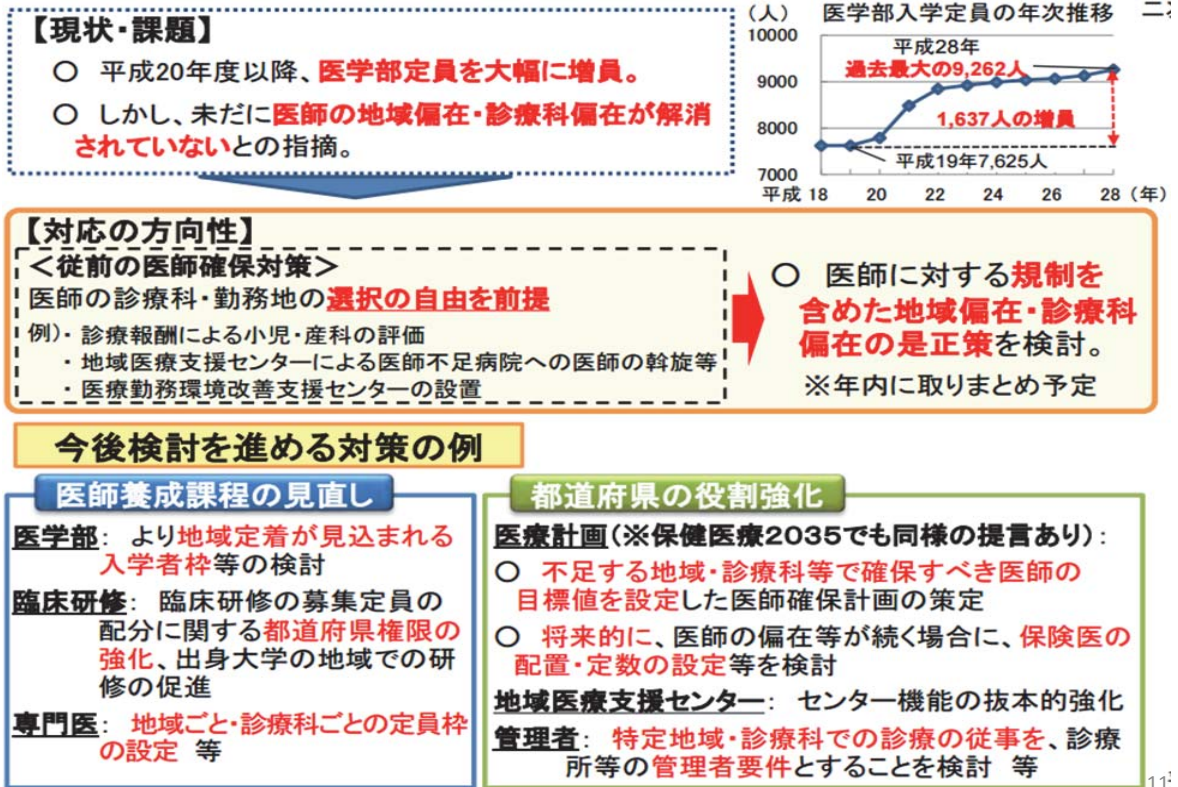 【現状・課題】
○ 平成20年度以降、医学部定員を大幅に増員。
○ しかし、未だに医師の地域偏在・診療科偏在が解消
されていないとの指摘。
(人) 医学部入学定員の年次推移
10000
9000
8000
7000
平成28年
過去最大の9,262人
1,637人の増員
平成19年7,625人
平成 18 20 22 24 26 28 (年)
【対応の方向性】
＜従前の医師確保対策＞
医師の診療科・勤務地の選択の自由を前提
例)・ 診療報酬による小児・産科の評価
・ 地域医療支援センターによる医師不足病院への医師の斡旋等
・ 医療勤務環境改善支援センターの設置
○ 医師に対する規制を
含めた地域偏在・診療科
偏在の是正策を検討。
※年内に取りまとめ予定
今後検討を進める対策の例
医師養成課程の見直し
医学部： より地域定着が見込まれる
入学者枠等の検討
臨床研修： 臨床研修の募集定員の
配分に関する都道府県権限の
強化、出身大学の地域での研
修の促進
専門医： 地域ごと・診療科ごとの定員枠
の設定 等
都道府県の役割強化
医療計画(※保健医療2035でも同様の提言あり)：
○ 不足する地域・診療科等で確保すべき医師の
目標値を設定した医師確保計画の策定
○ 将来的に、医師の偏在等が続く場合に、保険医の
配置・定数の設定等を検討
地域医療支援センター： センター機能の抜本的強化
管理者： 特定地域・診療科での診療の従事を、診療
所等の管理者要件とすることを検討 等